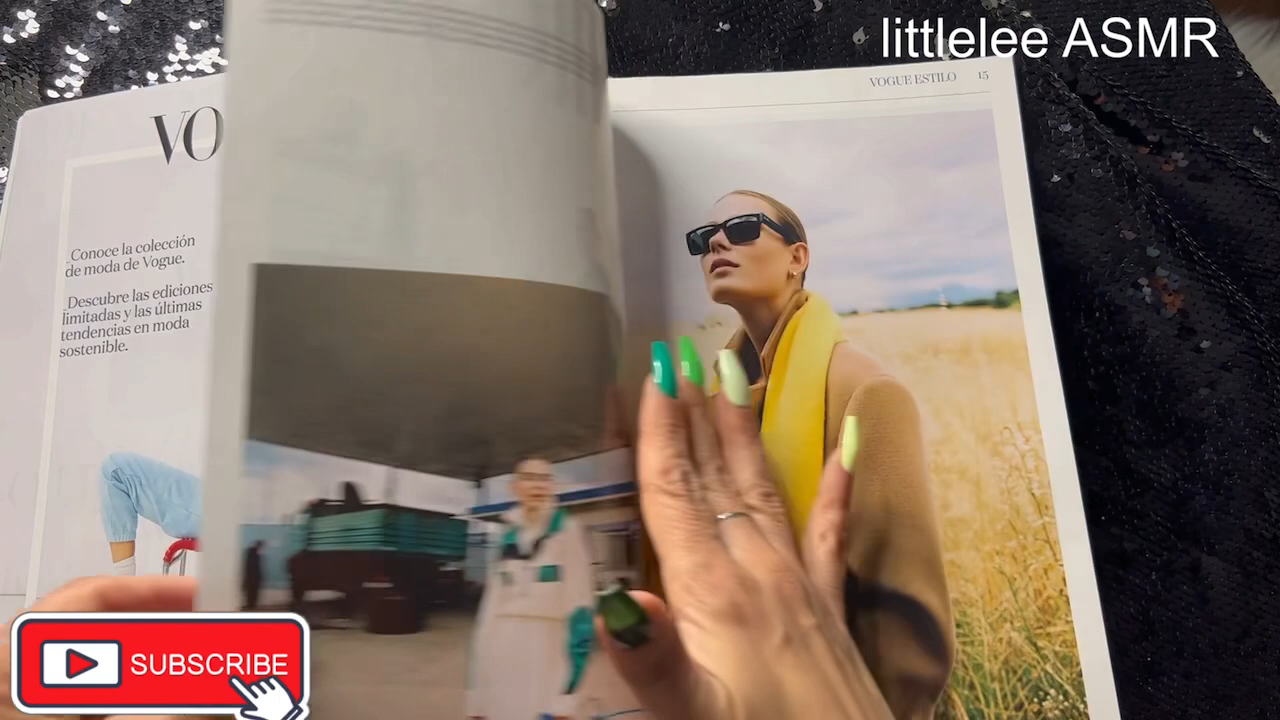 littlelee ASMR
VOGUE ESTILO 15
VO
Conoce la colección
de moda de Vogue.
Descubre las ediciones
limitadas y las últimas
tendencias en moda
sostenible.
SUBSCRIBE